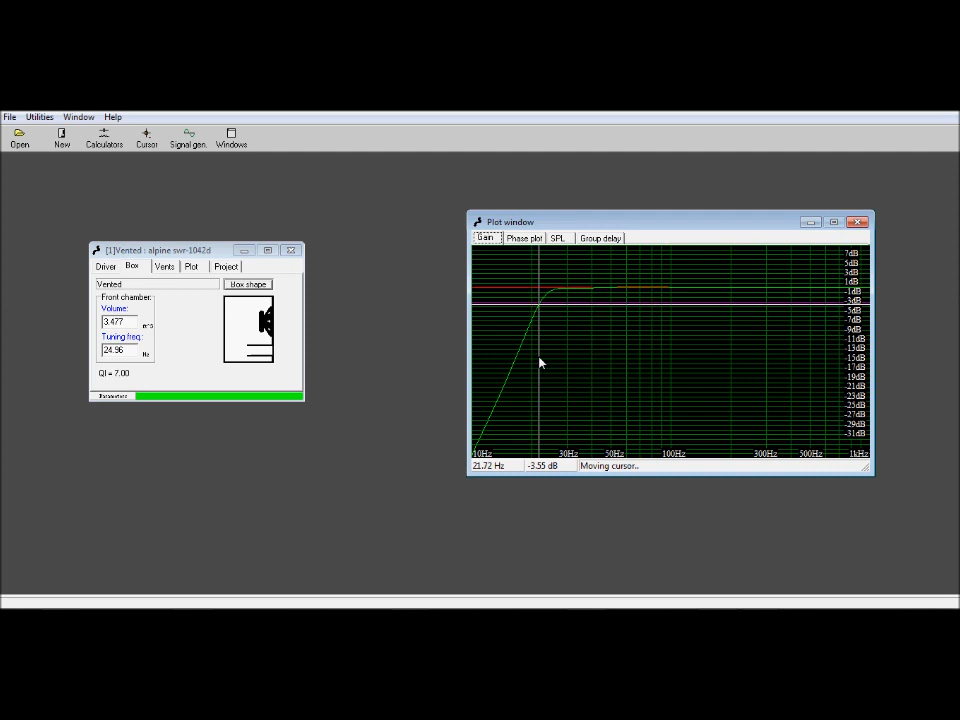 File Utilities Window Help
Open New Calculators Cursor Signal gen. Windows
[1]Vented : alpine swr-1042d
Driver Box Vents Plot Project
Vented Box shape
Front chamber:
Volume:
3.477
Tuning freq.:
24.96 Hz
Ql = 7.00
Parameters
Plot window
Gain Phase plot SPL Group delay
7dB
5dB
3dB
1dB
-1dB
-3dB
-5dB
-7dB
-9dB
-11dB
-13dB
-15dB
-17dB
-19dB
-21dB
-23dB
-25dB
-27dB
-29dB
-31dB
10Hz 30Hz 50Hz 100Hz 300Hz 500Hz 1kHz
21.72 Hz -3.55 dB Moving cursor..